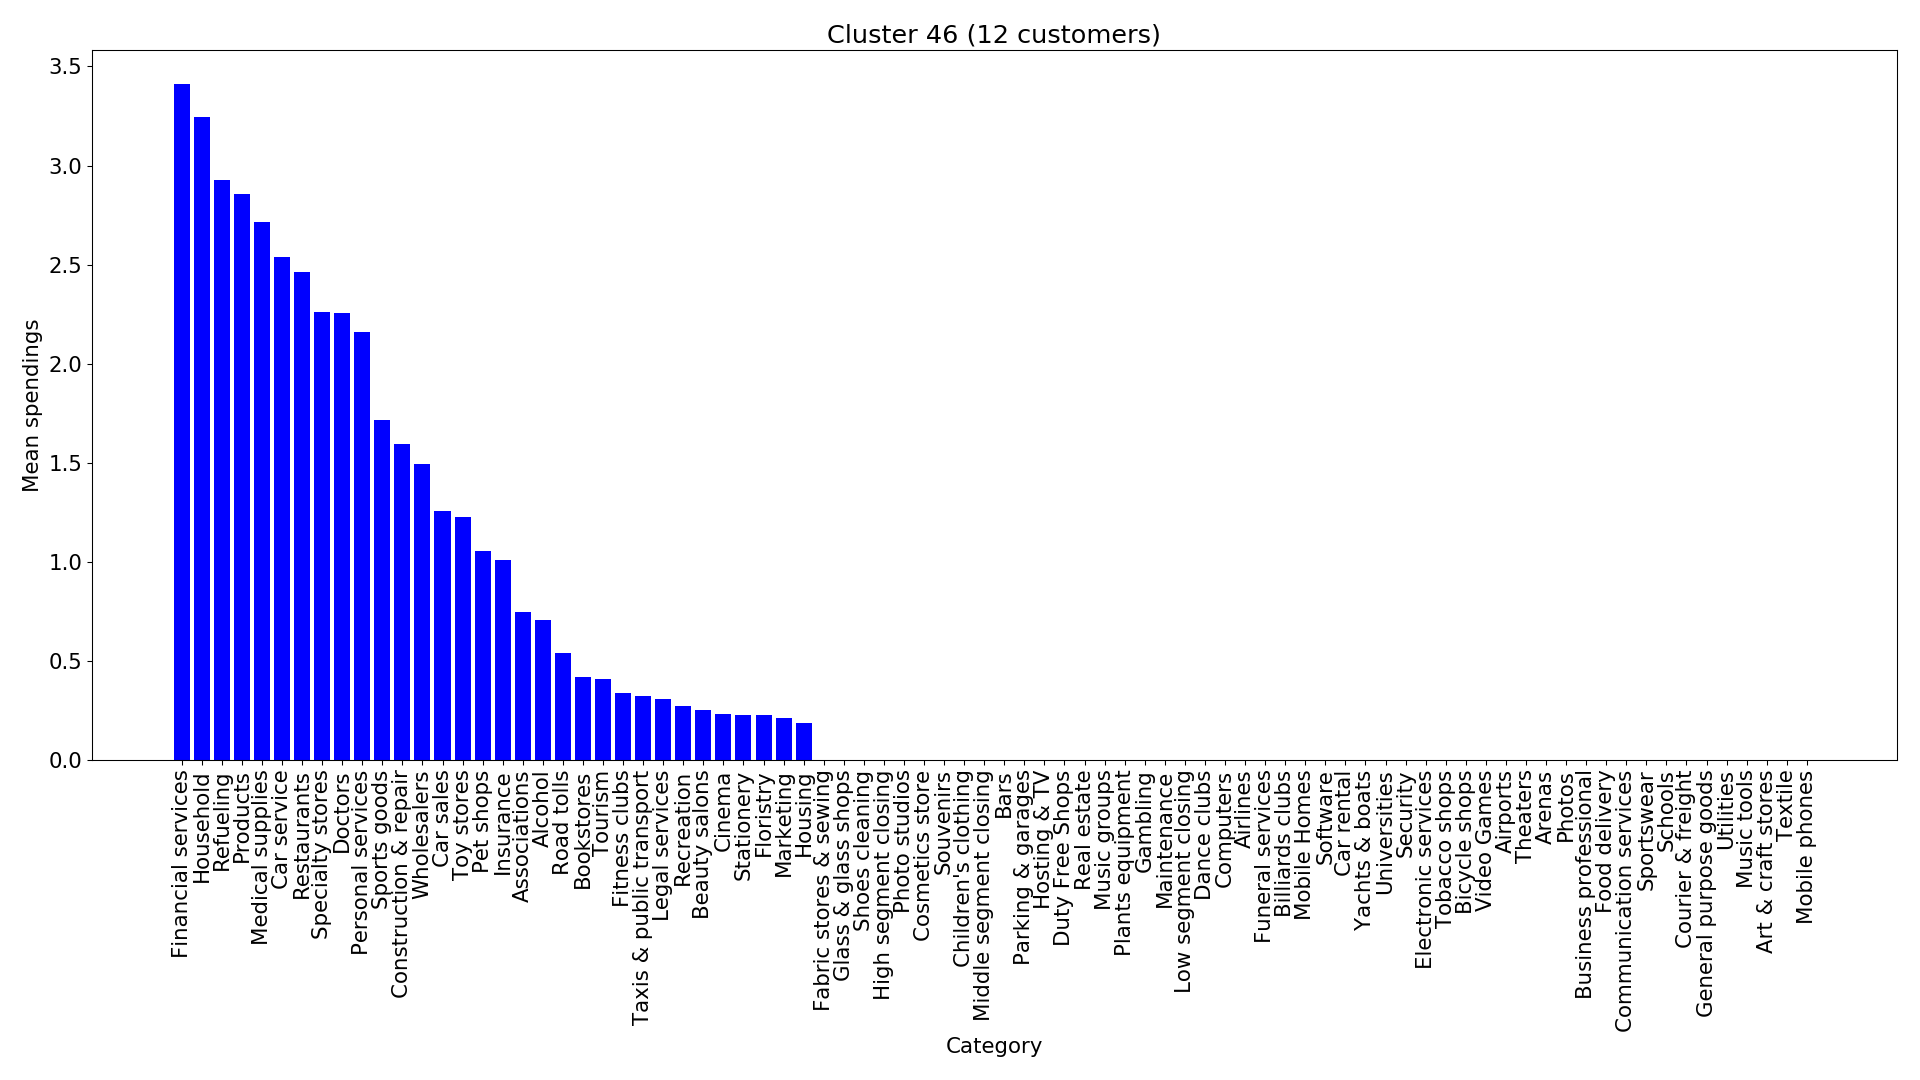 Cluster 46 (12 customers)
Mean spendings
3.5
3.0
2.5
2.0
1.5
1.0
0.5
0.0
Financial services
Household
Refueling
Products
Medical supplies
Car service
Restaurants
Specialty stores
Doctors
Personal services
Sports goods
Construction & repair
Wholesalers
Car sales
Toy stores
Pet shops
Insurance
Associations
Alcohol
Road tolls
Bookstores
Tourism
Fitness clubs
Taxis & public transport
Legal services
Recreation
Beauty salons
Cinema
Stationery
Floristry
Marketing
Housing
Fabric stores & sewing
Glass & glass shops
Shoes cleaning
High segment closing
Photo studios
Cosmetics store
Souvenirs
Children's clothing
Middle segment closing
Bars
Parking & garages
Hosting & TV
Duty Free Shops
Real estate
Music groups
Plants equipment
Gambling
Maintenance
Low segment closing
Dance clubs
Computers
Airlines
Funeral services
Billiards clubs
Mobile Homes
Software
Car rental
Yachts & boats
Universities
Security
Electronic services
Tobacco shops
Bicycle shops
Video Games
Airports
Theaters
Arenas
Photos
Business professional
Food delivery
Communication services
Sportswear
Schools
Courier & freight
General purpose goods
Utilities
Music tools
Art & craft stores
Textile
Mobile phones
Category